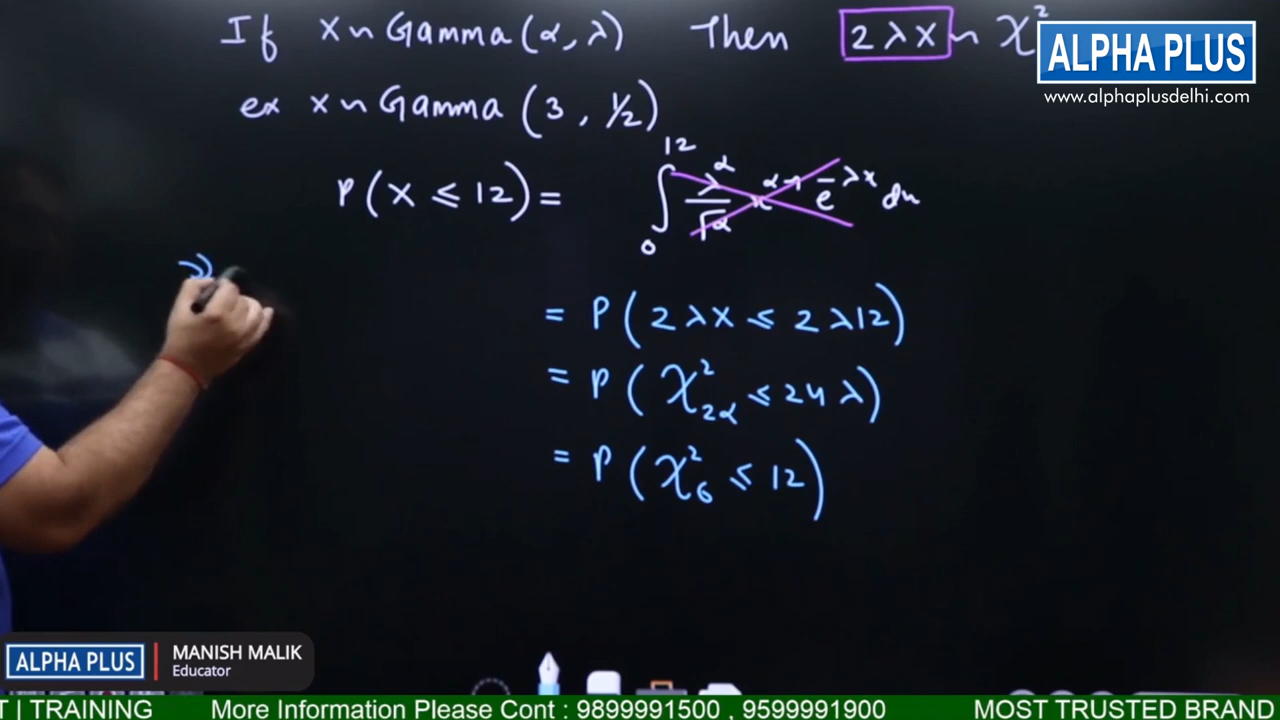 If X ~ Gamma(α, λ) Then 2λX ~ χ²
ALPHA PLUS
www.alphaplusdelhi.com
ex X ~ Gamma(3, 1/2)
P(X ≤ 12) = ∫₀¹² λ^α/Γα x^(α-1) e^(-λx) dx
= P(2λX ≤ 2λ12)
= P(χ²_2α ≤ 24λ)
= P(χ²_6 ≤ 12)
ALPHA PLUS
MANISH MALIK
Educator
T | TRAINING More Information Please Cont : 9899991500 , 9599991900 MOST TRUSTED BRAND